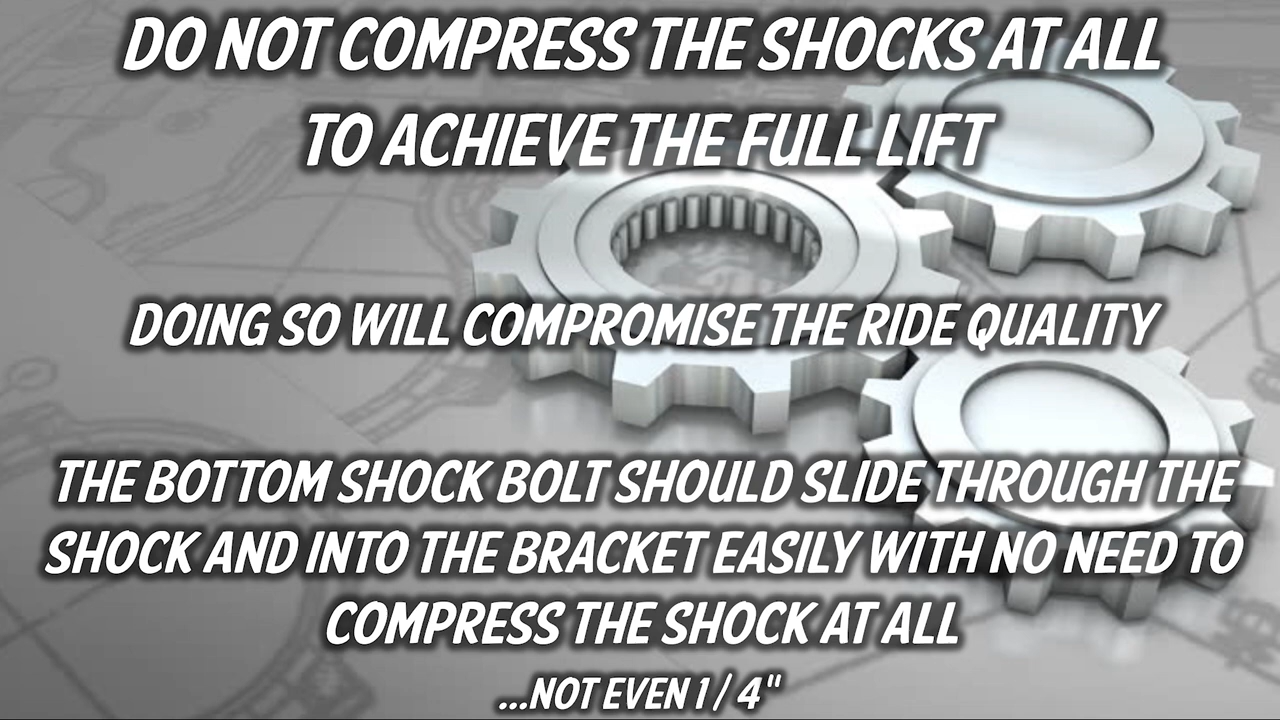 DO NOT COMPRESS THE SHOCKS AT ALL
TO ACHIEVE THE FULL LIFT
DOING SO WILL COMPROMISE THE RIDE QUALITY
THE BOTTOM SHOCK BOLT SHOULD SLIDE THROUGH THE
SHOCK AND INTO THE BRACKET EASILY WITH NO NEED TO
COMPRESS THE SHOCK AT ALL
...NOT EVEN 1 / 4"